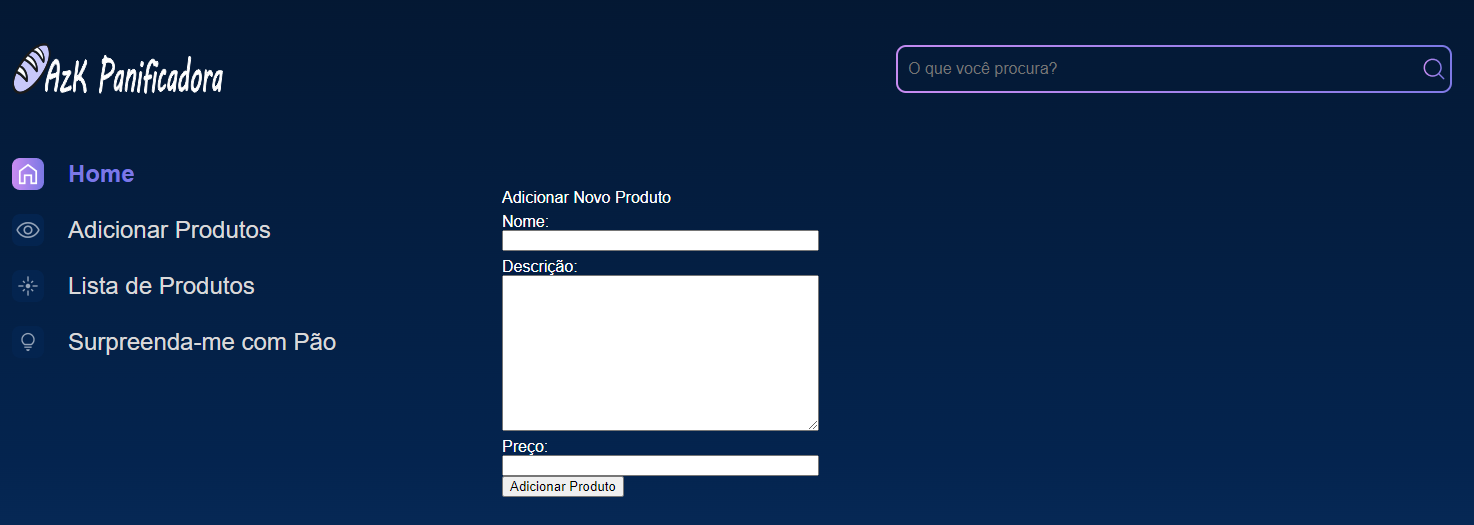 AzK Panificadora
O que você procura?
Home
Adicionar Produtos
Lista de Produtos
Surpreenda-me com Pão
Adicionar Novo Produto
Nome:
Descrição:
Preço:
Adicionar Produto